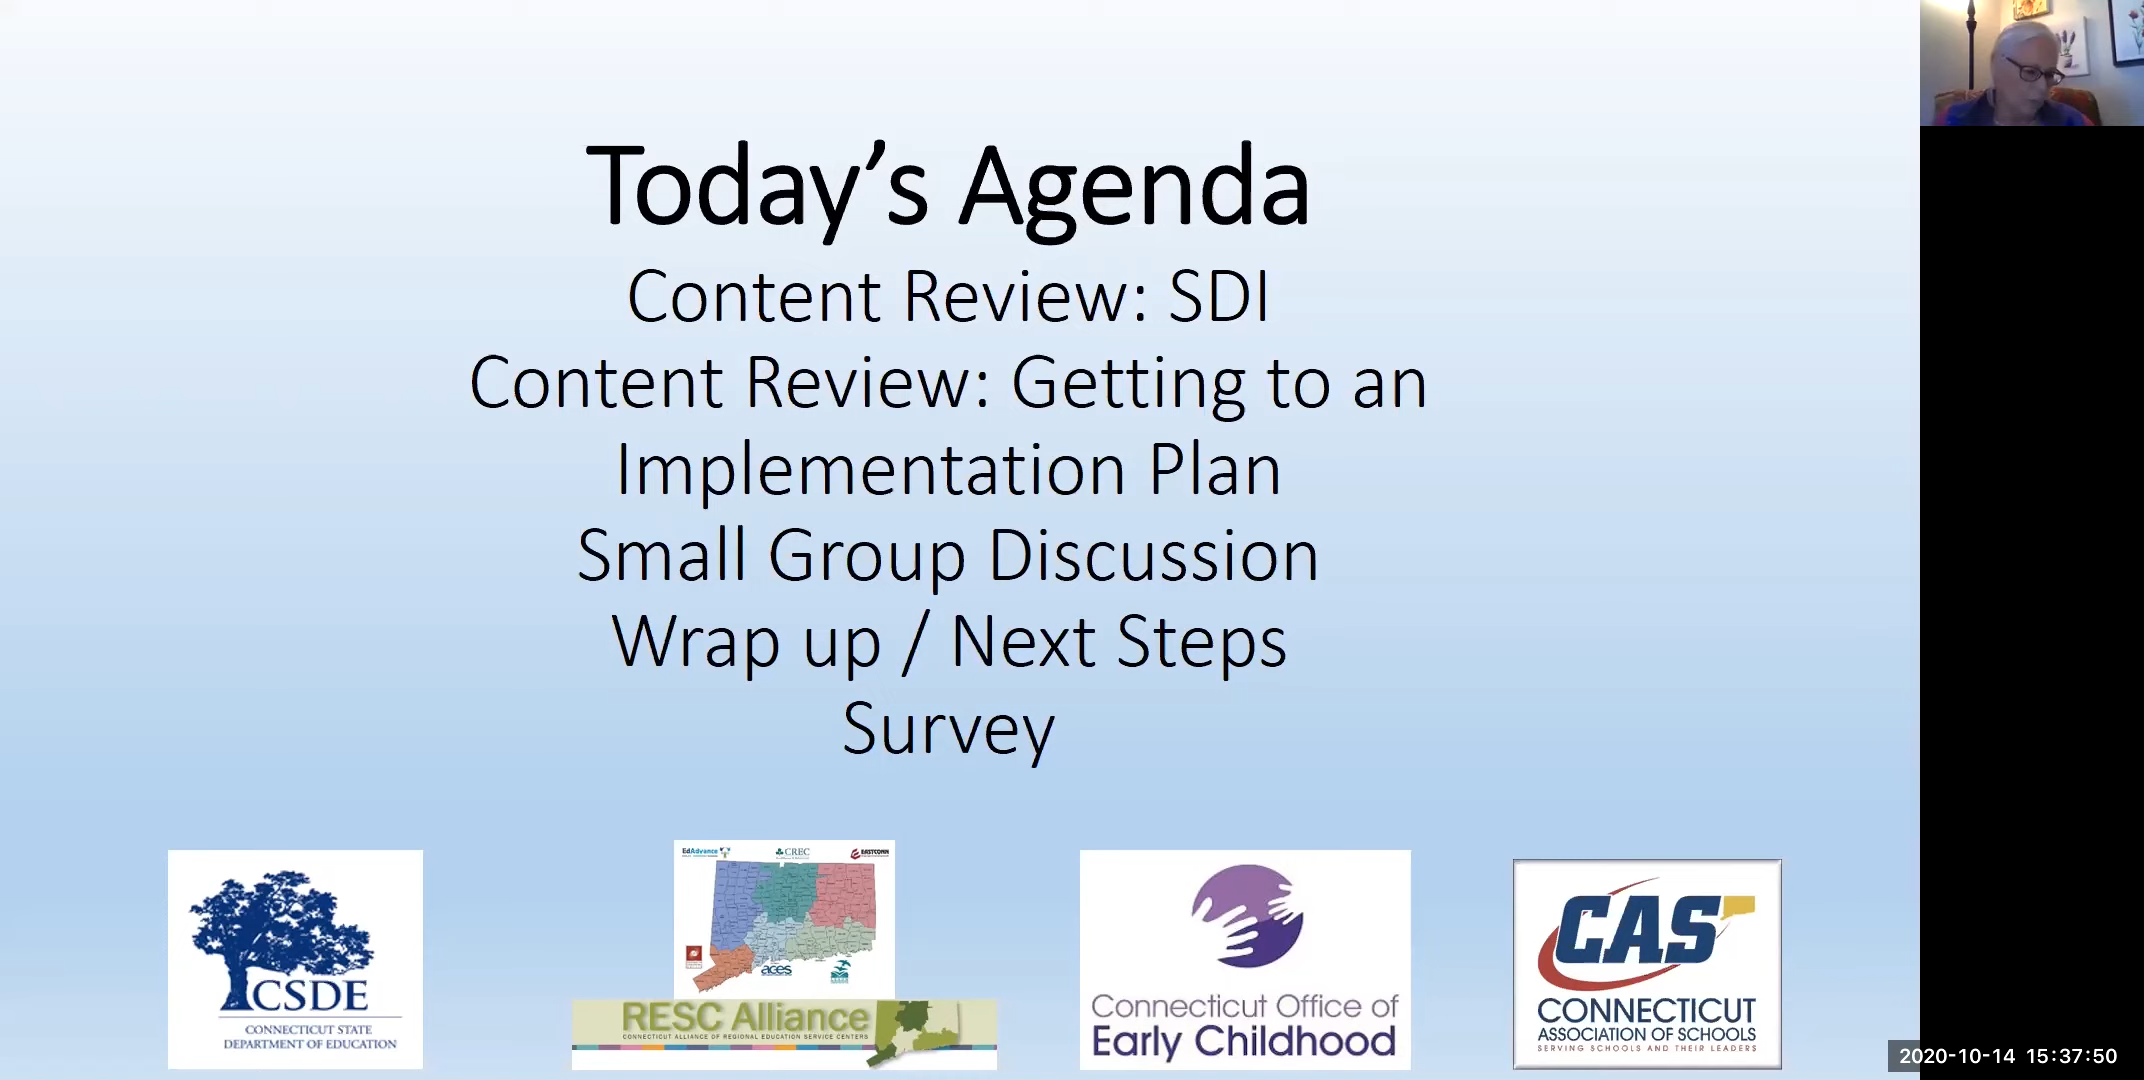 Today’s Agenda
Content Review: SDI
Content Review: Getting to an
Implementation Plan
Small Group Discussion
Wrap up / Next Steps
Survey
CSDE
CONNECTICUT STATE
DEPARTMENT OF EDUCATION
EdAdvance
CREC
EASTCONN
aces
RESC Alliance
CONNECTICUT ALLIANCE OF REGIONAL EDUCATION SERVICE CENTERS
Connecticut Office of
Early Childhood
CAS
CONNECTICUT
ASSOCIATION OF SCHOOLS
SERVING SCHOOLS AND THEIR LEADERS
2020-10-14 15:37:50